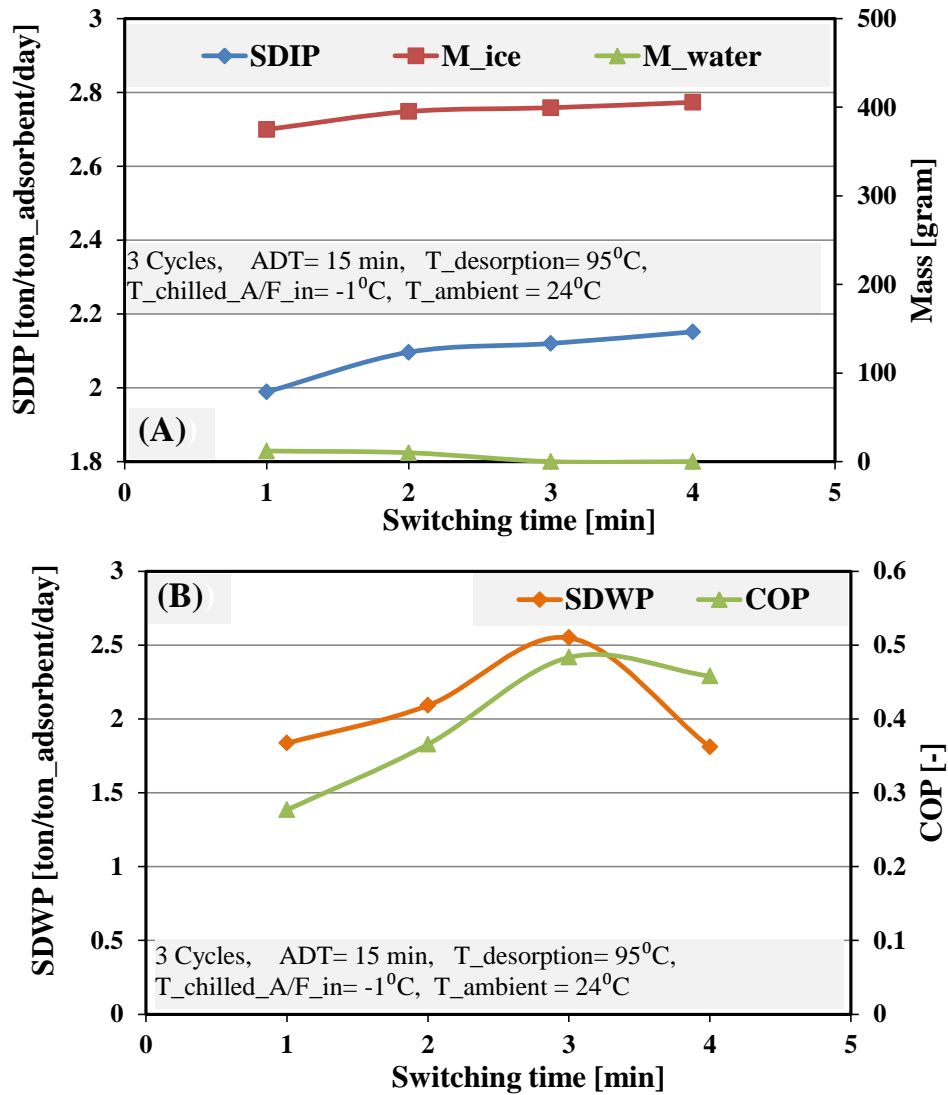 3
2.8
2.6
2.4
2.2
2
1.8
SDIP [ton/ton_adsorbent/day]
SDIP M_ice M_water
500
400
300
200
100
0
Mass [gram]
3 Cycles, ADT= 15 min, T_desorption= 95⁰C,
T_chilled_A/F_in= -1⁰C, T_ambient = 24⁰C
(A)
0 1 2 3 4 5
Switching time [min]
3
2.5
2
1.5
1
0.5
0
SDWP [ton/ton_adsorbent/day]
(B)
SDWP COP
0.6
0.5
0.4
0.3
0.2
0.1
0
COP [-]
3 Cycles, ADT= 15 min, T_desorption= 95⁰C,
T_chilled_A/F_in= -1⁰C, T_ambient = 24⁰C
0 1 2 3 4 5
Switching time [min]